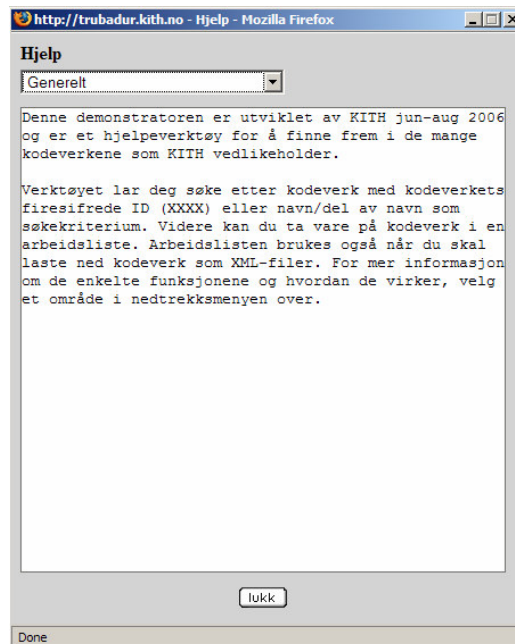 http://trubadur.kith.no - Hjelp - Mozilla Firefox
Hjelp
Generelt
Denne demonstratoren er utviklet av KITH jun-aug 2006
og er et hjelpeverktøy for å finne frem i de mange
kodeverkene som KITH vedlikeholder.
Verktøyet lar deg søke etter kodeverk med kodeverkets
firesifrede ID (XXXX) eller navn/del av navn som
søkekriterium. Videre kan du ta vare på kodeverk i en
arbeidsliste. Arbeidslisten brukes også når du skal
laste ned kodeverk som XML-filer. For mer informasjon
om de enkelte funksjonene og hvordan de virker, velg
et område i nedtrekksmenyen over.
lukk
Done